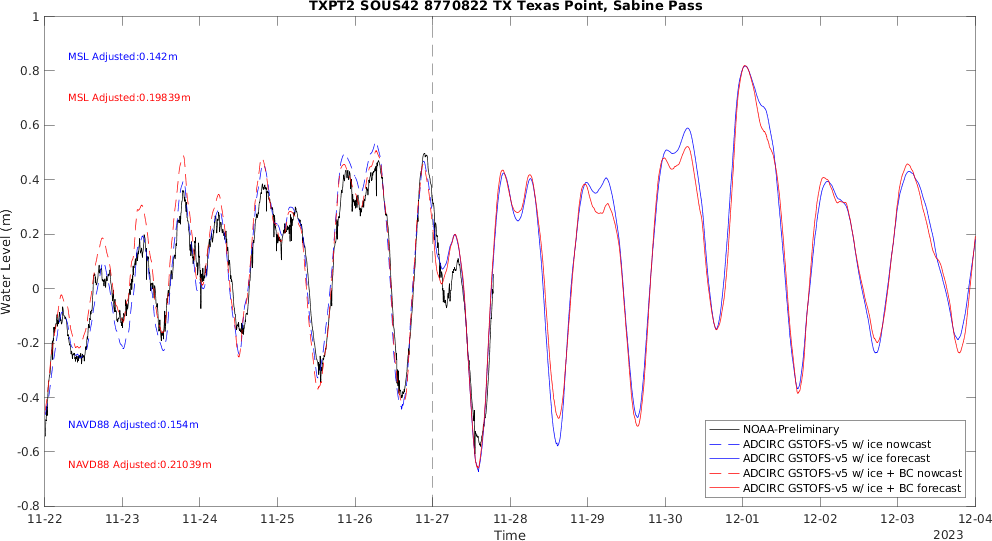 TXPT2 SOUS42 8770822 TX Texas Point, Sabine Pass
1
0.8
0.6
0.4
0.2
0
-0.2
-0.4
-0.6
-0.8
Water Level (m)
MSL Adjusted:0.142m
MSL Adjusted:0.19839m
NAVD88 Adjusted:0.154m
NAVD88 Adjusted:0.21039m
NOAA-Preliminary
ADCIRC GSTOFS-v5 w/ ice nowcast
ADCIRC GSTOFS-v5 w/ ice forecast
ADCIRC GSTOFS-v5 w/ ice + BC nowcast
ADCIRC GSTOFS-v5 w/ ice + BC forecast
11-22 11-23 11-24 11-25 11-26 11-27 11-28 11-29 11-30 12-01 12-02 12-03 12-04
Time
2023